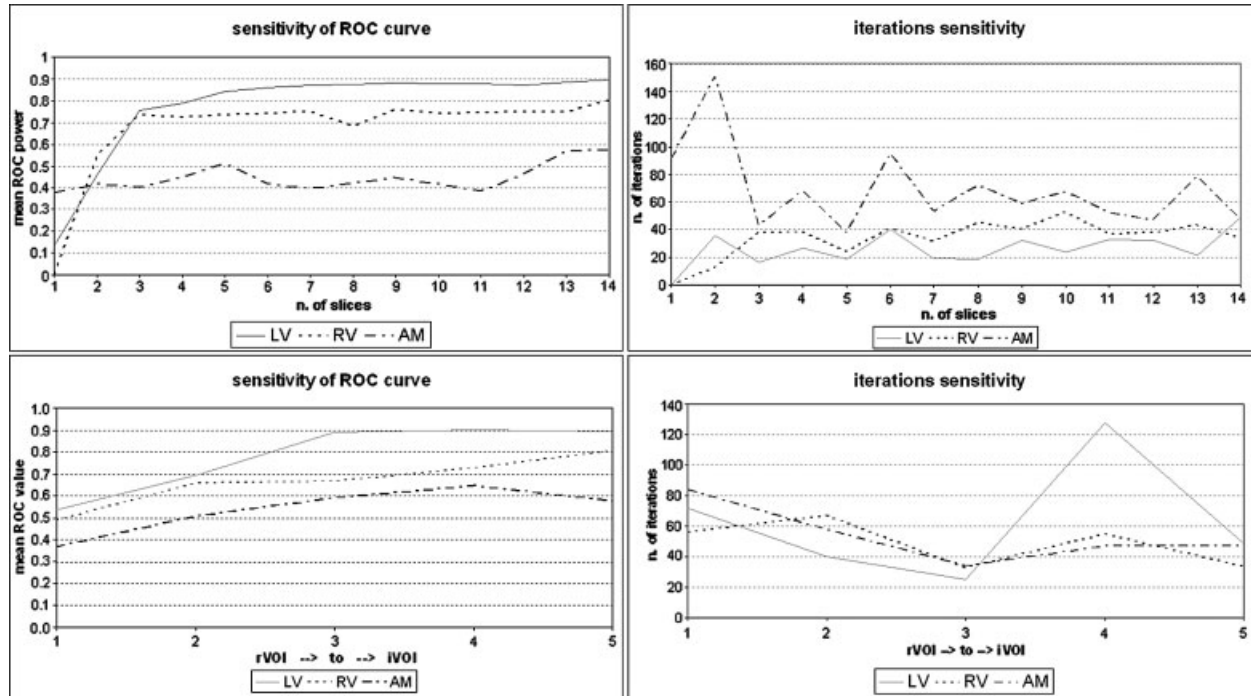 sensitivity of ROC curve
mean ROC power
1
0.9
0.8
0.7
0.6
0.5
0.4
0.3
0.2
0.1
0
1 2 3 4 5 6 7 8 9 10 11 12 13 14
n. of slices
LV RV AM
iterations sensitivity
n. of iterations
160
140
120
100
80
60
40
20
0
1 2 3 4 5 6 7 8 9 10 11 12 13 14
n. of slices
LV RV AM
sensitivity of ROC curve
mean ROC value
1.0
0.9
0.8
0.7
0.6
0.5
0.4
0.3
0.2
0.1
0.0
1 2 3 4 5
rVOI --> to --> iVOI
LV RV AM
iterations sensitivity
n. of iterations
140
120
100
80
60
40
20
0
1 2 3 4 5
rVOI --> to --> iVOI
LV RV AM